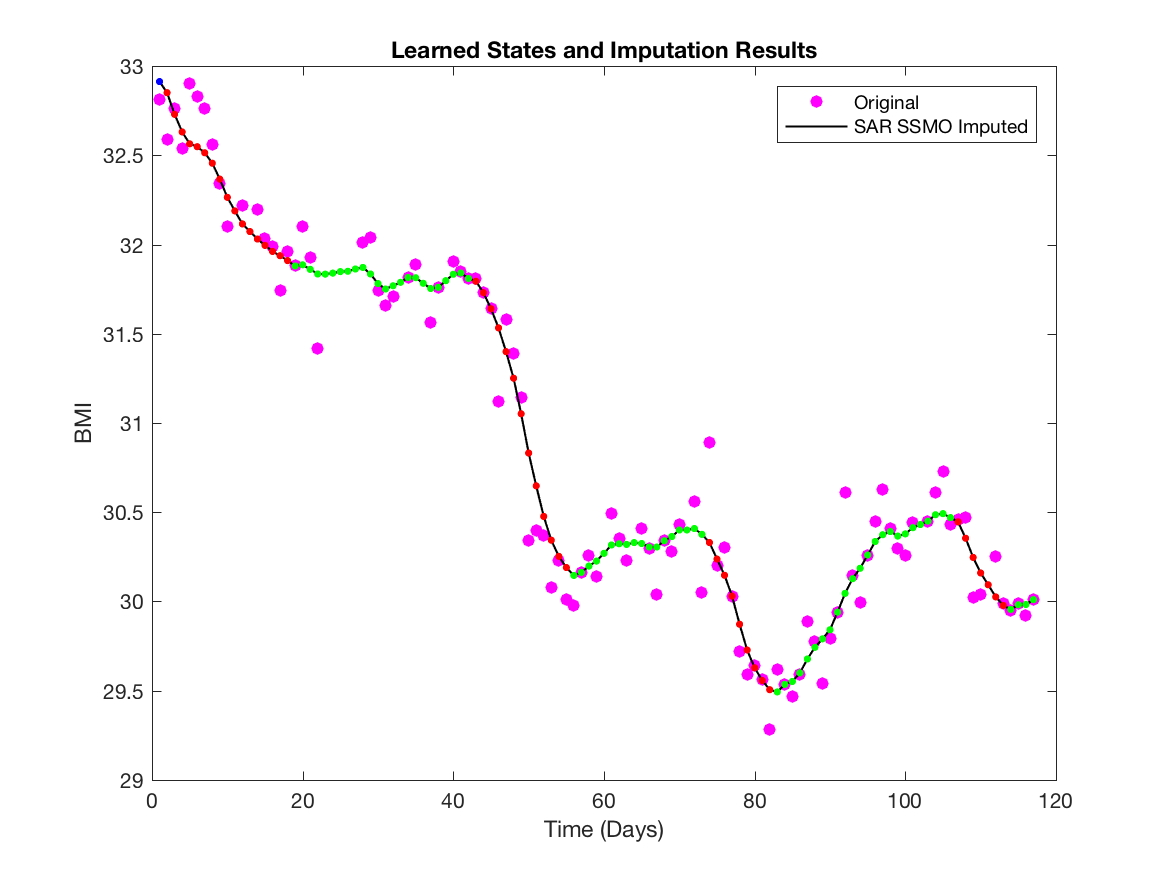 Learned States and Imputation Results
Original
SAR SSMO Imputed
33
32.5
32
31.5
31
30.5
30
29.5
29
BMI
0 20 40 60 80 100 120
Time (Days)